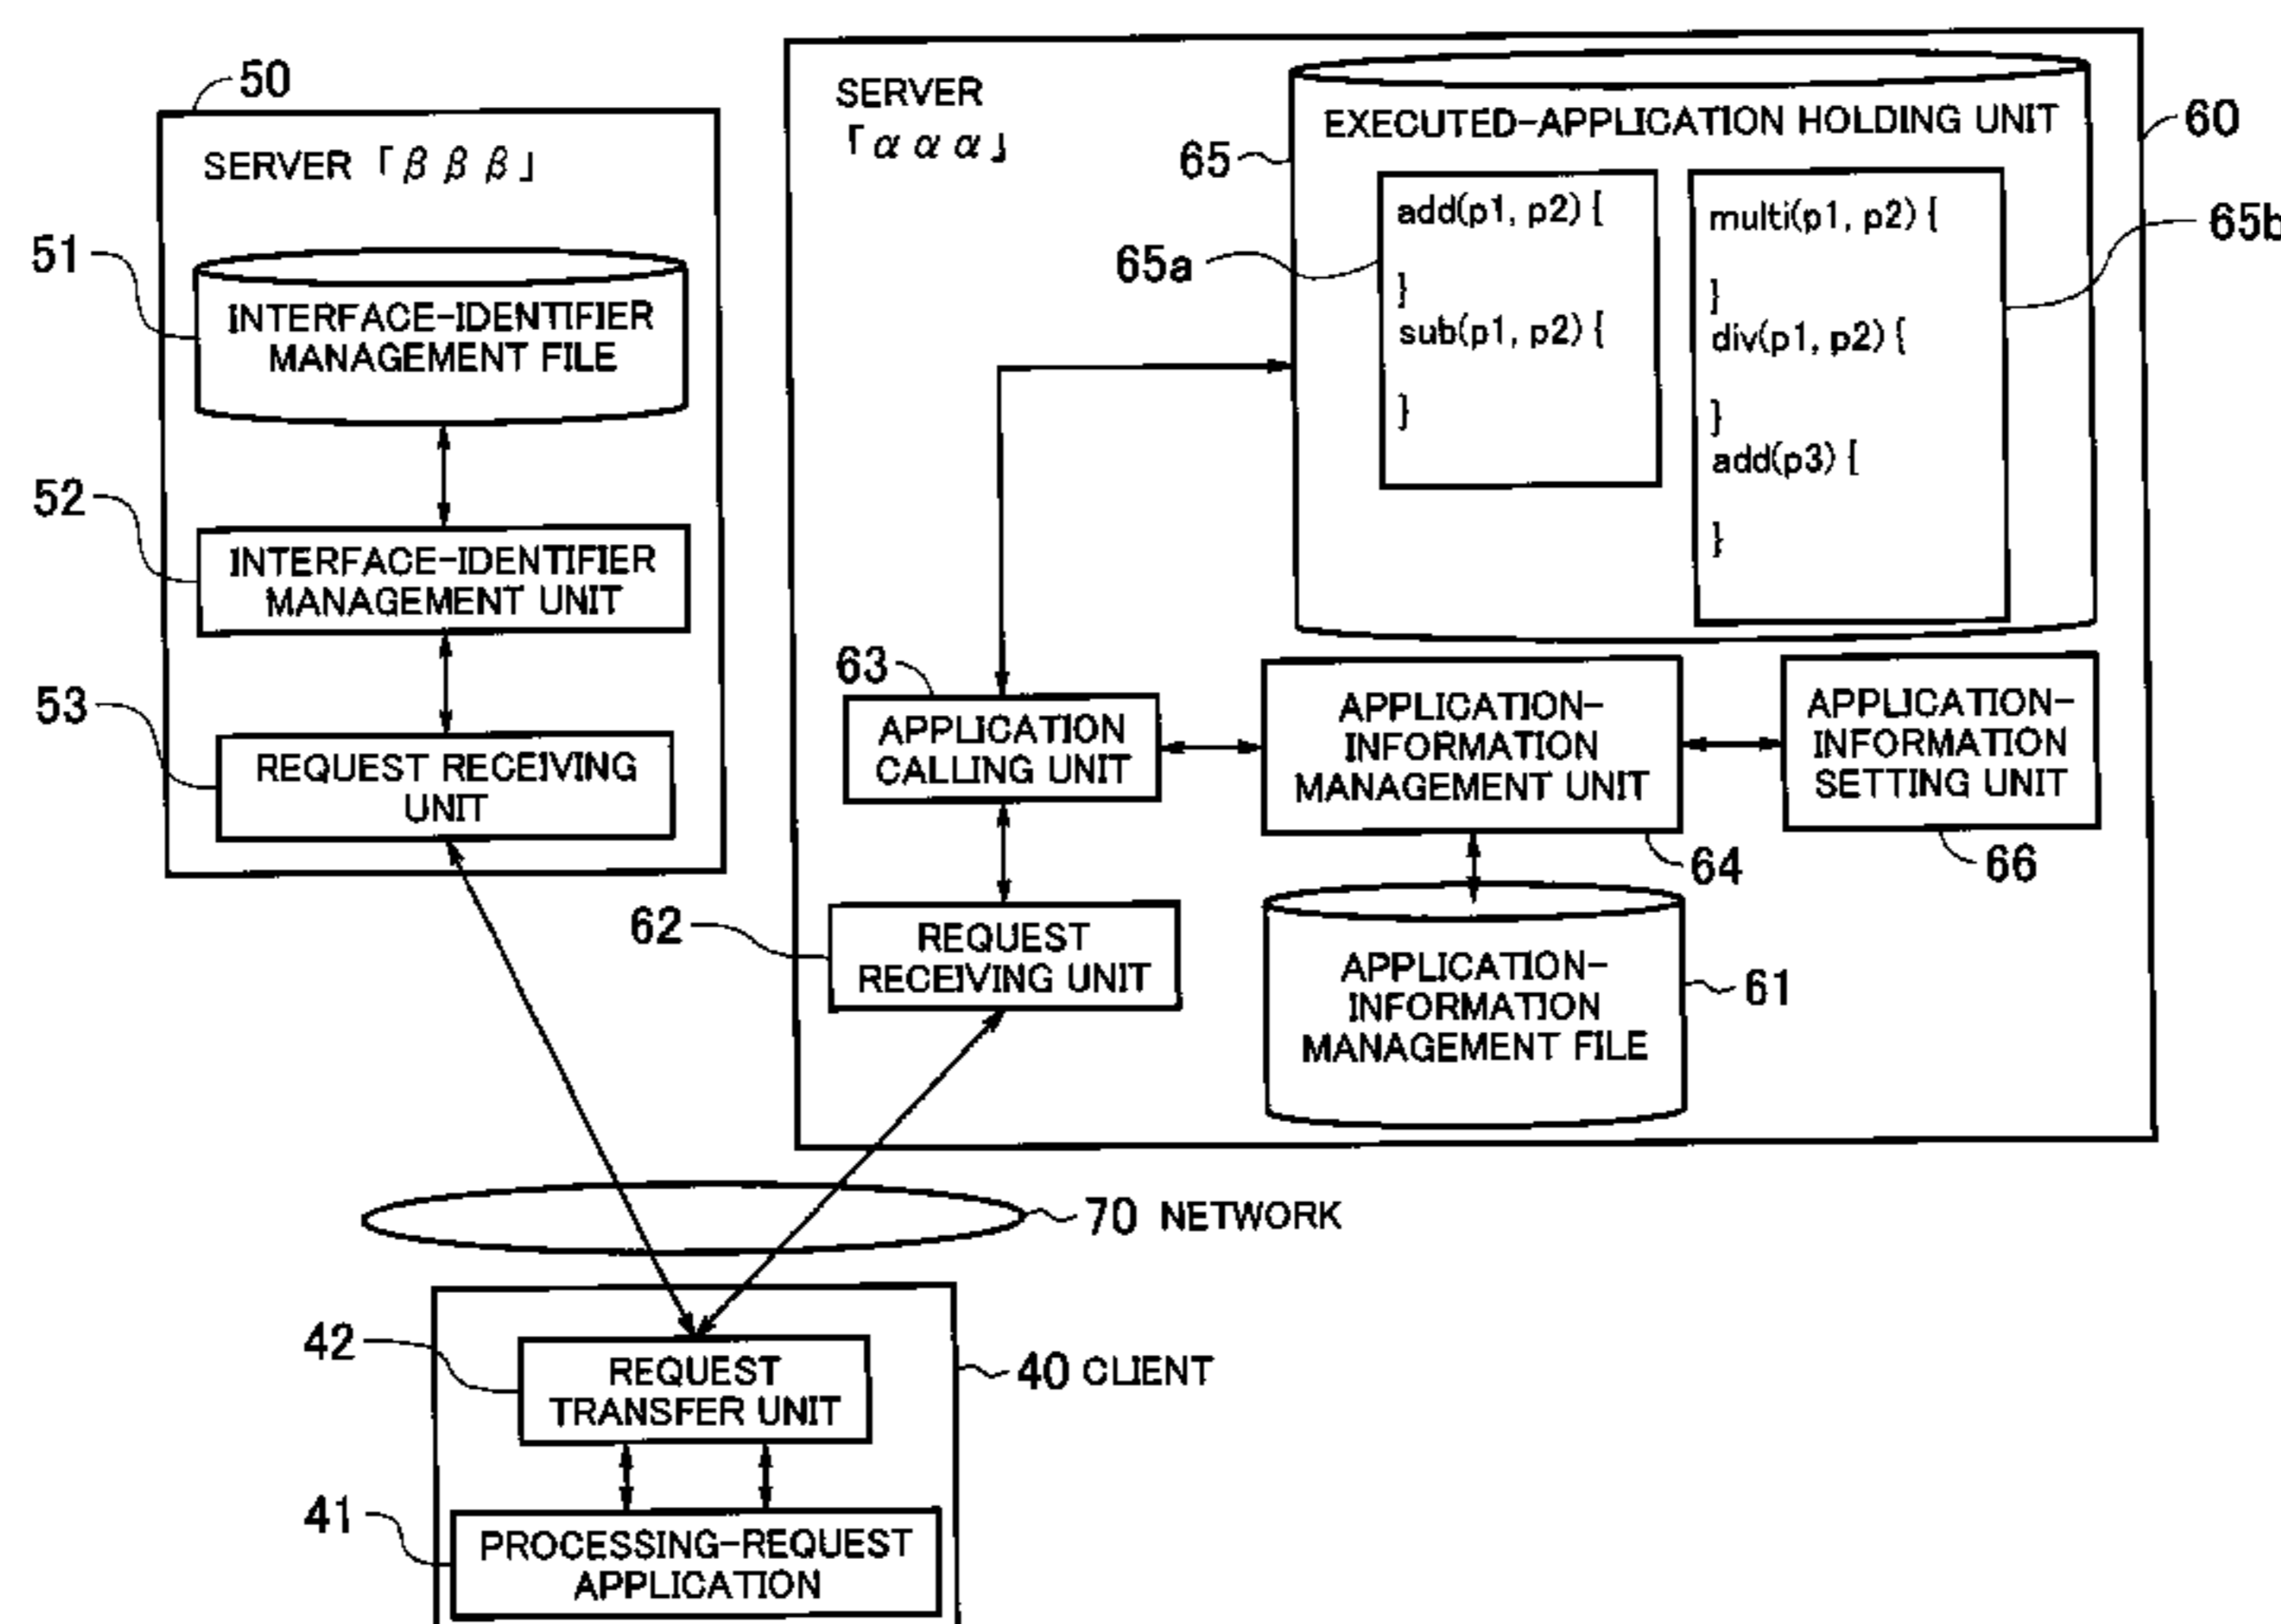 50
SERVER「β β β」
51
INTERFACE-IDENTIFIER
MANAGEMENT FILE
52
INTERFACE-IDENTIFIER
MANAGEMENT UNIT
53
REQUEST RECEIVING
UNIT
SERVER
「α α α」
60
65
EXECUTED-APPLICATION HOLDING UNIT
65a
add(p1, p2) {
}
sub(p1, p2) {
}
65b
multi(p1, p2) {
}
div(p1, p2) {
}
add(p3) {
}
63
APPLICATION
CALLING UNIT
APPLICATION-
INFORMATION
MANAGEMENT UNIT
64
APPLICATION-
INFORMATION
SETTING UNIT
66
62
REQUEST
RECEIVING UNIT
APPLICATION-
INFORMATION
MANAGEMENT FILE
61
70 NETWORK
42
REQUEST
TRANSFER UNIT
40 CLIENT
41
PROCESSING-REQUEST
APPLICATION